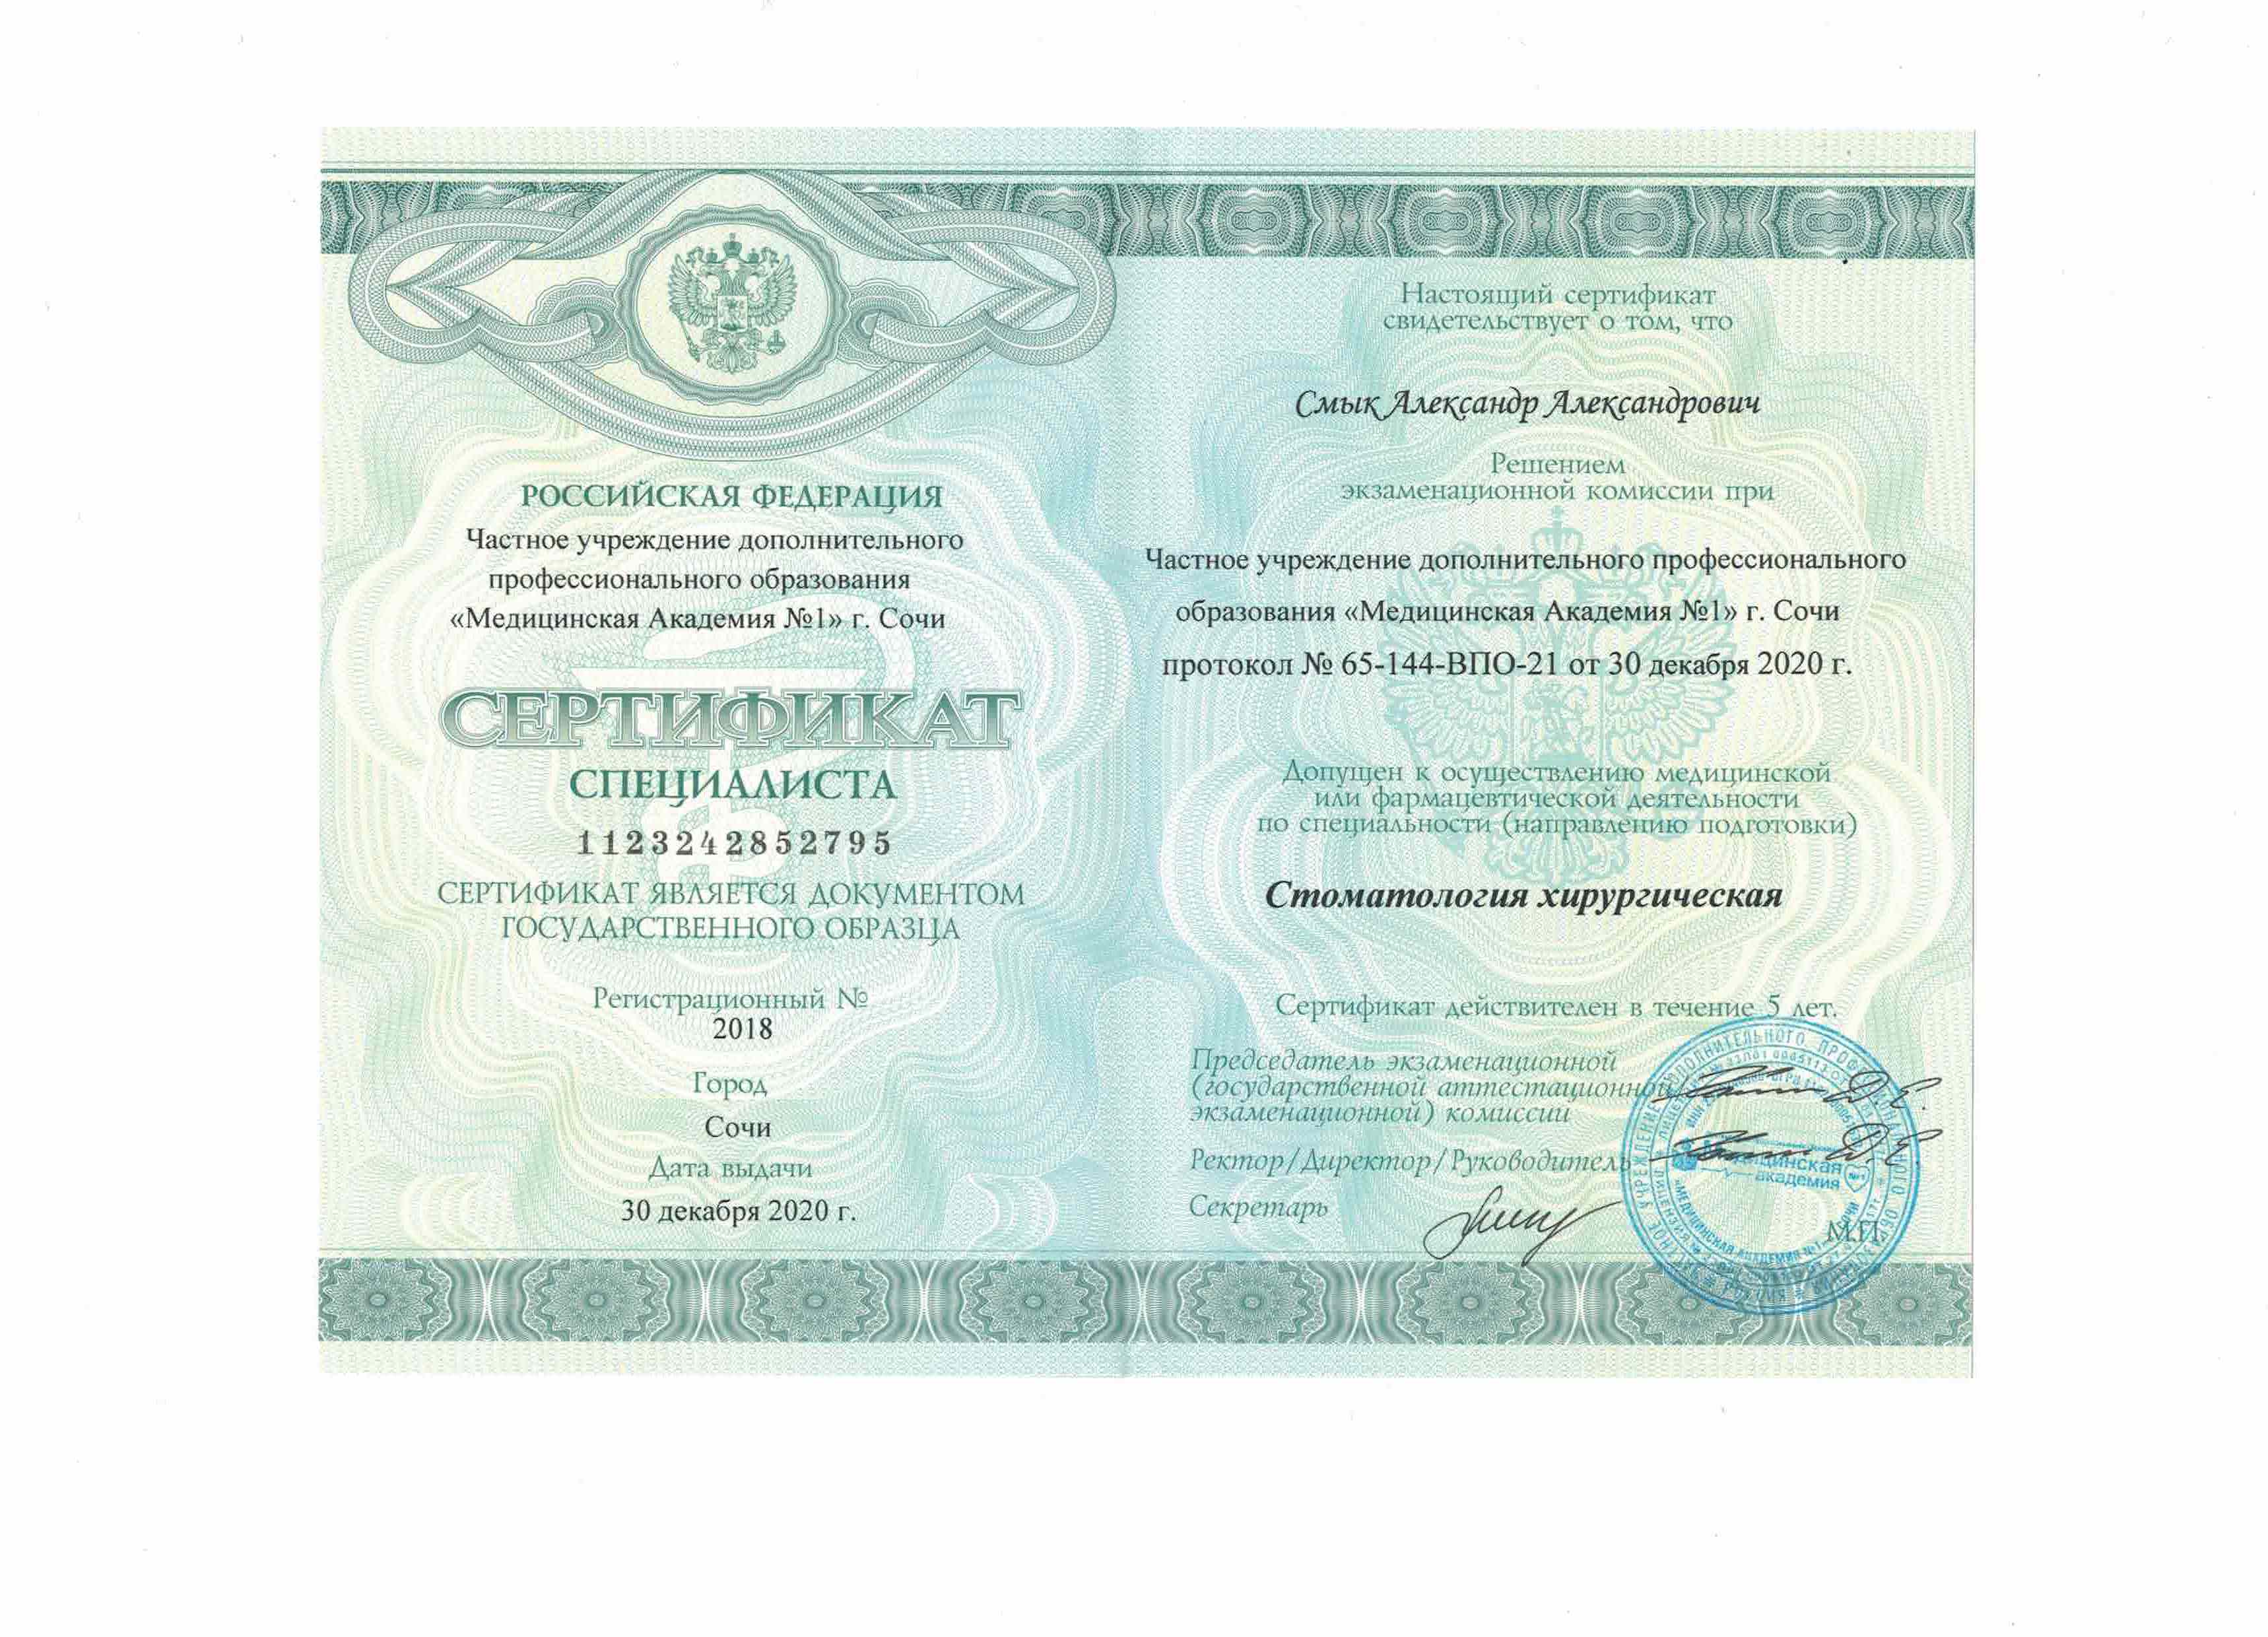 РОССИЙСКАЯ ФЕДЕРАЦИЯ
Частное учреждение дополнительного
профессионального образования
«Медицинская Академия №1» г. Сочи
СЕРТИФИКАТ
СПЕЦИАЛИСТА
1123242852795
СЕРТИФИКАТ ЯВЛЯЕТСЯ ДОКУМЕНТОМ
ГОСУДАРСТВЕННОГО ОБРАЗЦА
Регистрационный №
2018
Город
Сочи
Дата выдачи
30 декабря 2020 г.
Настоящий сертификат
свидетельствует о том, что
Смык Александр Александрович
Решением
экзаменационной комиссии при
Частное учреждение дополнительного профессионального
образования «Медицинская Академия №1» г. Сочи
протокол № 65-144-ВПО-21 от 30 декабря 2020 г.
Допущен к осуществлению медицинской
или фармацевтической деятельности
по специальности (направлению подготовки)
Стоматология хирургическая
Сертификат действителен в течение 5 лет.
Председатель экзаменационной
(государственной аттестационной
экзаменационной) комиссии
Ректор/Директор/Руководитель
Секретарь
М.П.
Медицинская
академия
«МЕДИЦИНСКАЯ АКАДЕМИЯ №1»